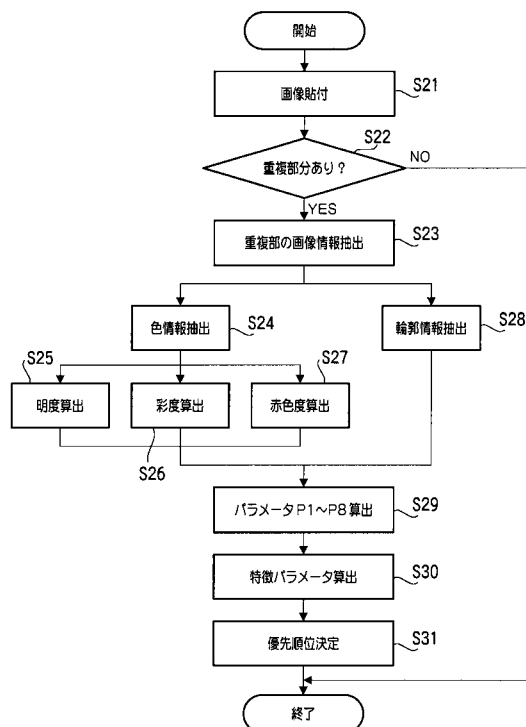 開始
画像貼付
S21
重複部分あり？
S22
NO
YES
重複部の画像情報抽出
S23
色情報抽出
S24
輪郭情報抽出
S28
S25
明度算出
彩度算出
S26
S27
赤色度算出
パラメータP1～P8算出
S29
特徴パラメータ算出
S30
優先順位決定
S31
終了